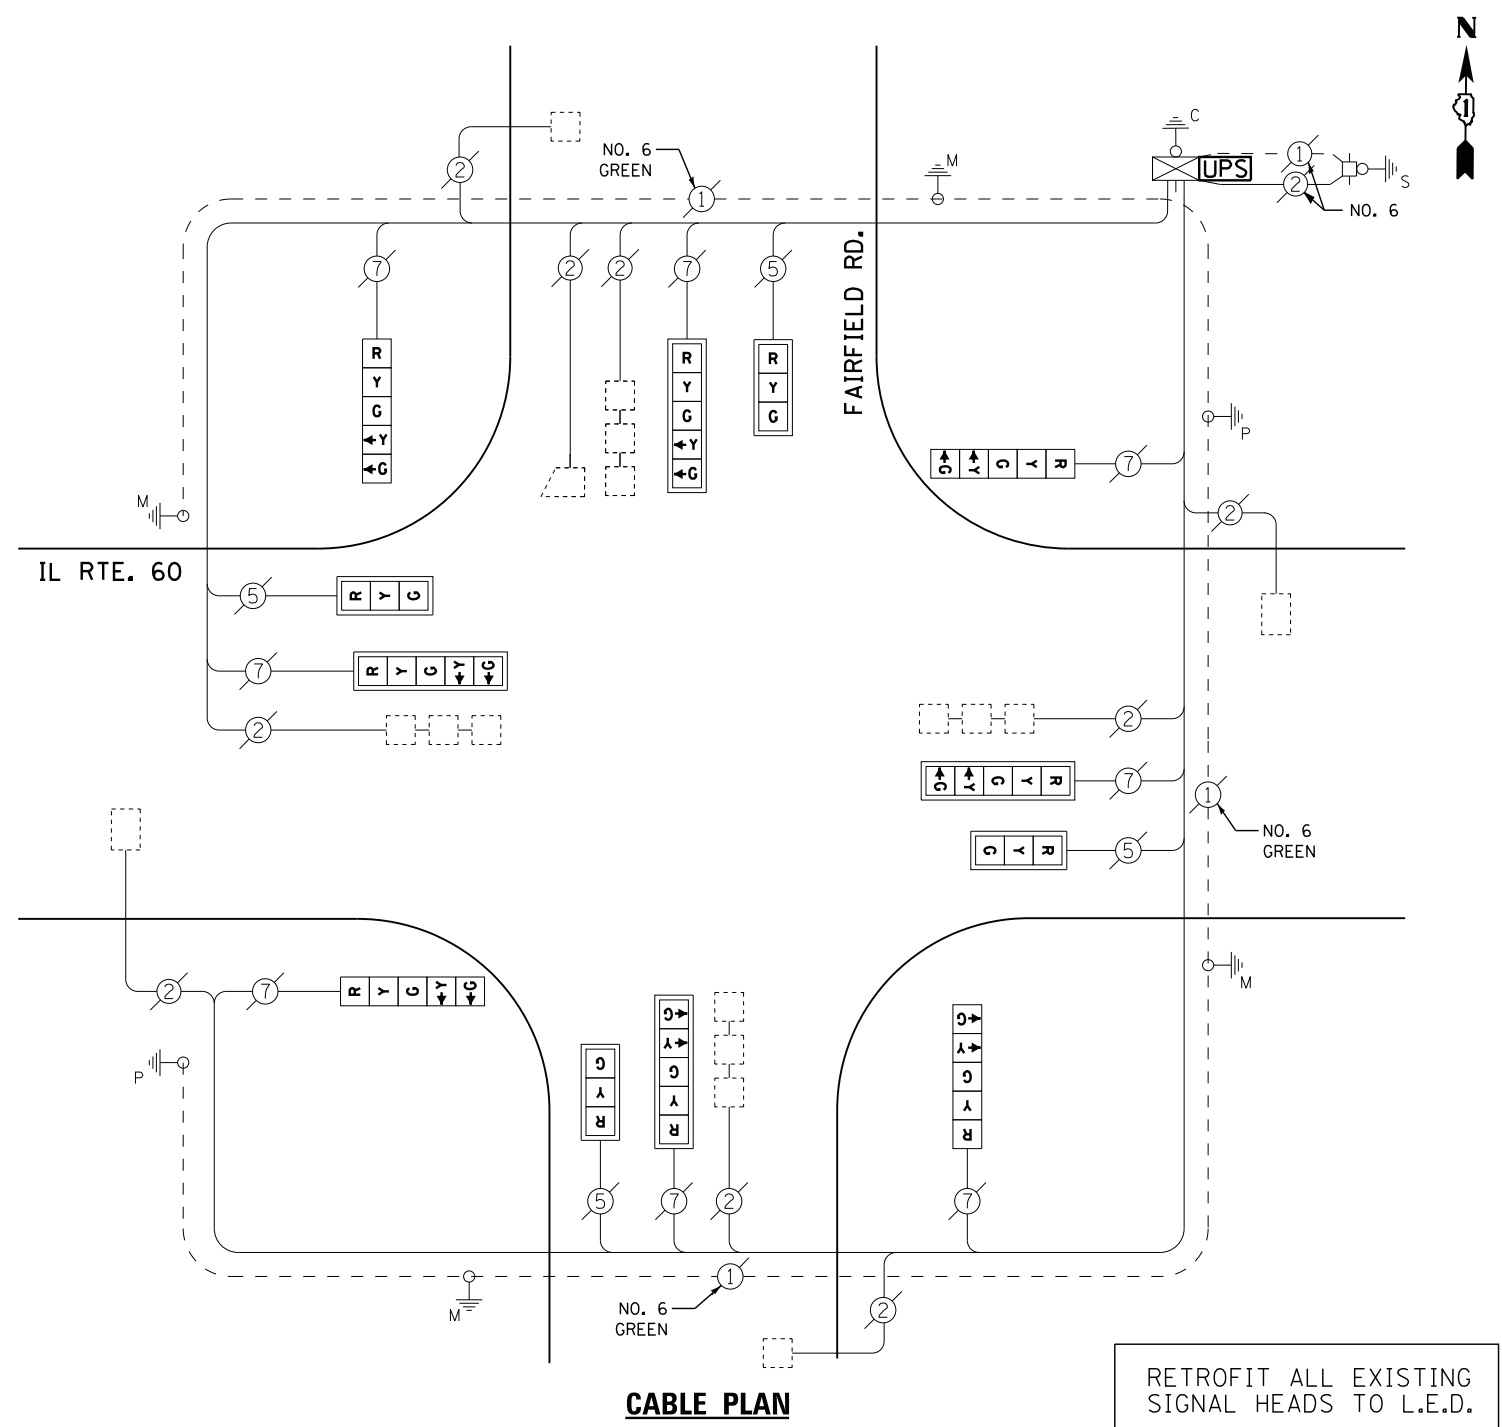 N
1
C
NO. 6
GREEN
1
M
UPS
1
2
S
NO. 6
2
7
2
2
7
5
FAIRFIELD RD.
R
Y
G
←Y
←G
R
Y
G
←Y
←G
R
Y
G
P
←G ←Y G Y R
7
M
2
IL RTE. 60
5
R Y G
7
R Y G ←Y ←G
2
2
←G ←Y G Y R
7
1
NO. 6
GREEN
G Y R
5
2
7
R Y G ←Y ←G
M
P
G
Y
R
←G
←Y
G
Y
R
←G
←Y
G
Y
R
5
7
2
7
M
1
NO. 6
GREEN
2
CABLE PLAN
RETROFIT ALL EXISTING
SIGNAL HEADS TO L.E.D.